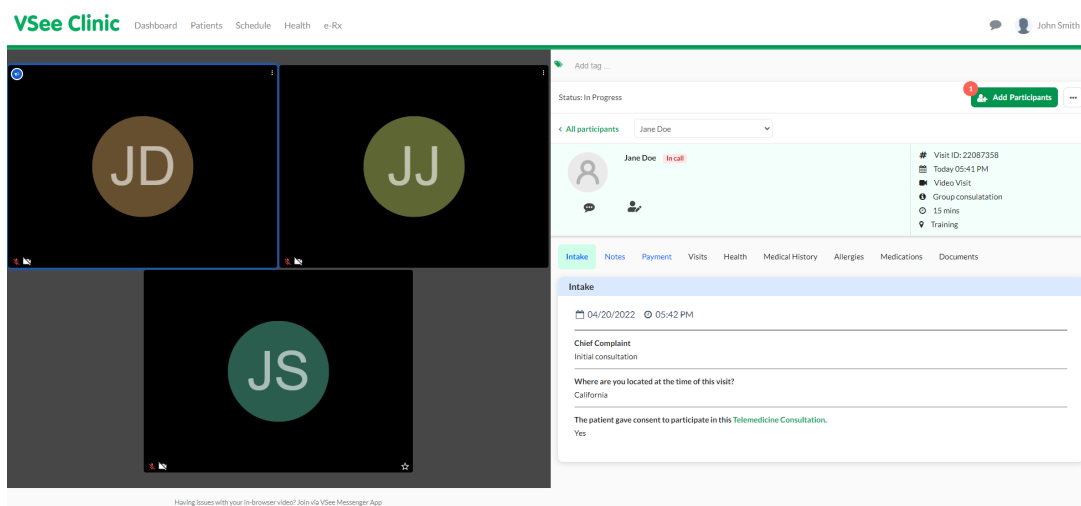 VSee Clinic Dashboard Patients Schedule Health e-Rx John Smith
Add tag ...
Status: In Progress 1 Add Participants
< All participants Jane Doe
JD JJ
JS
Jane Doe In call
# Visit ID: 22087358
Today 05:41 PM
Video Visit
Group consulatation
15 mins
Training
Intake Notes Payment Visits Health Medical History Allergies Medications Documents
Intake
04/20/2022 05:42 PM
Chief Complaint
Initial consultation
Where are you located at the time of this visit?
California
The patient gave consent to participate in this Telemedicine Consultation.
Yes
Having issues with your in-browser video? Join via VSee Messenger App